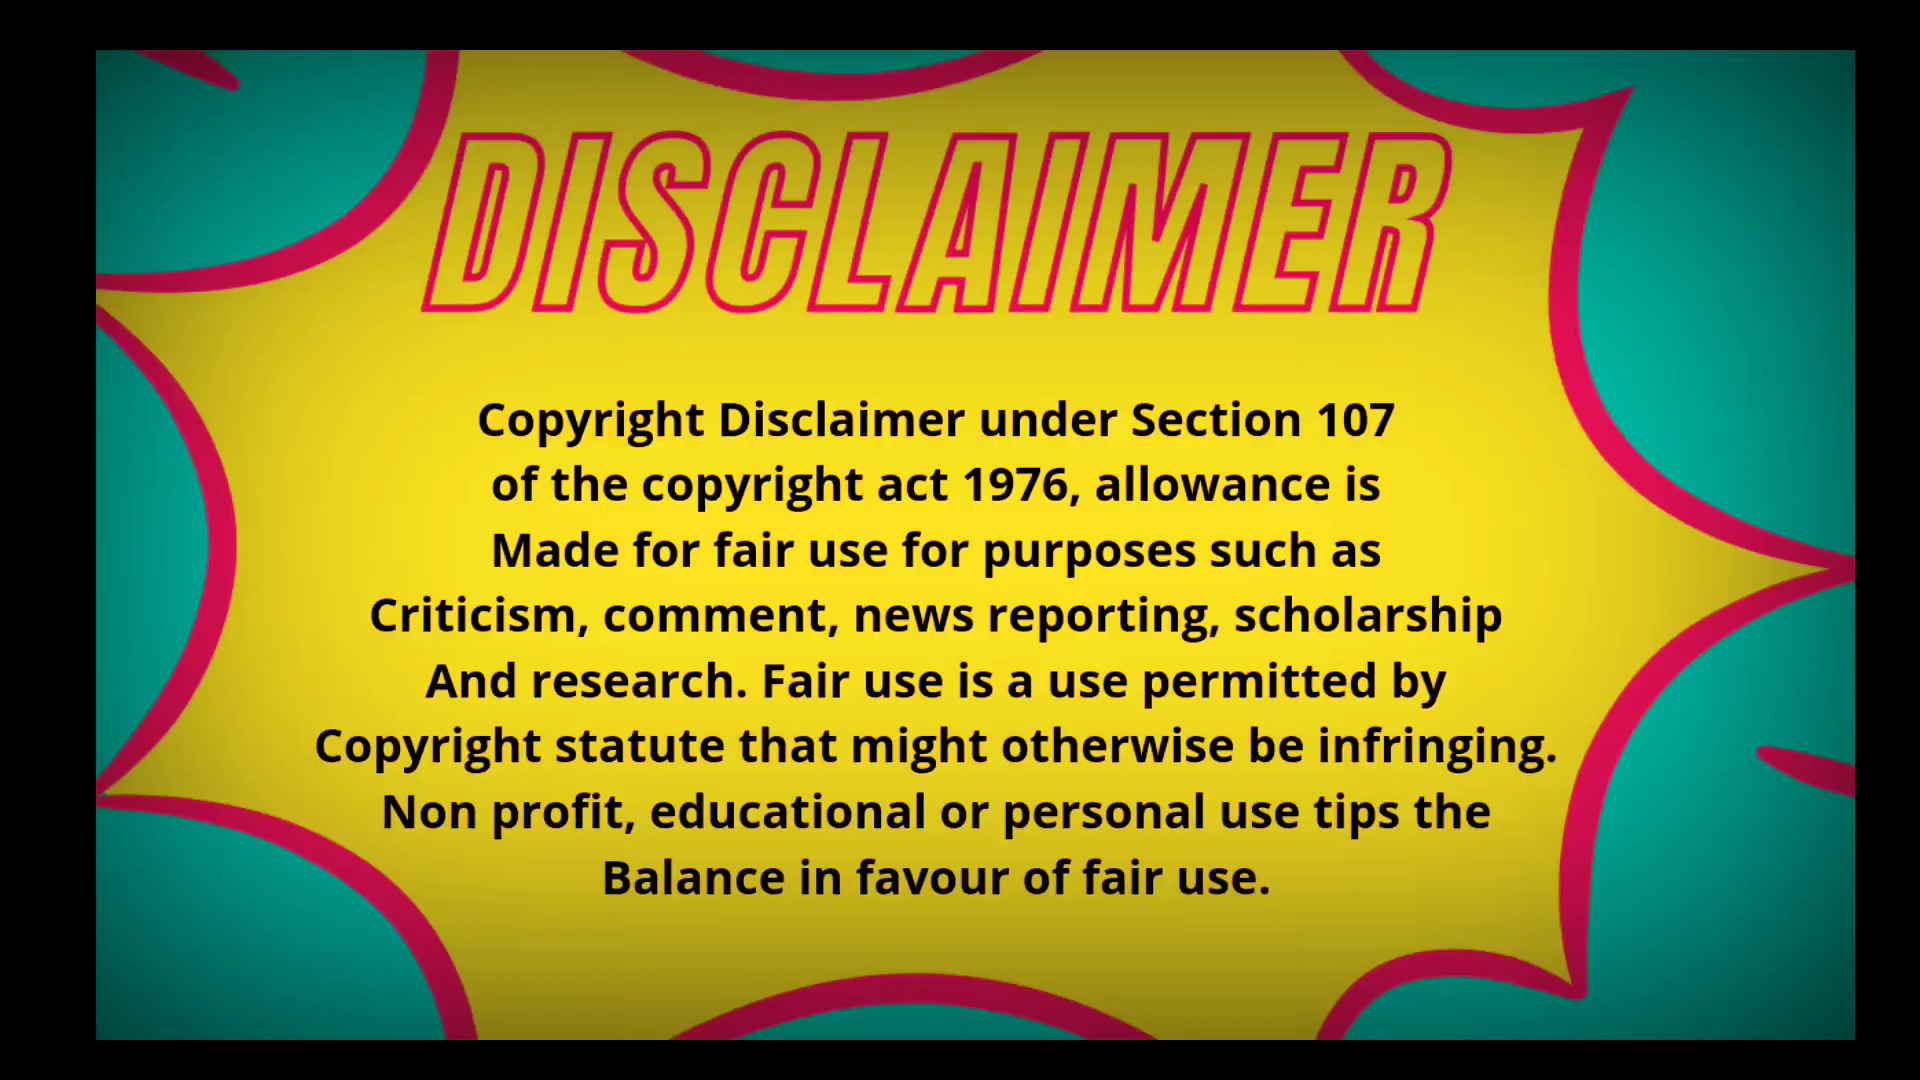 DISCLAIMER
Copyright Disclaimer under Section 107
of the copyright act 1976, allowance is
Made for fair use for purposes such as
Criticism, comment, news reporting, scholarship
And research. Fair use is a use permitted by
Copyright statute that might otherwise be infringing.
Non profit, educational or personal use tips the
Balance in favour of fair use.